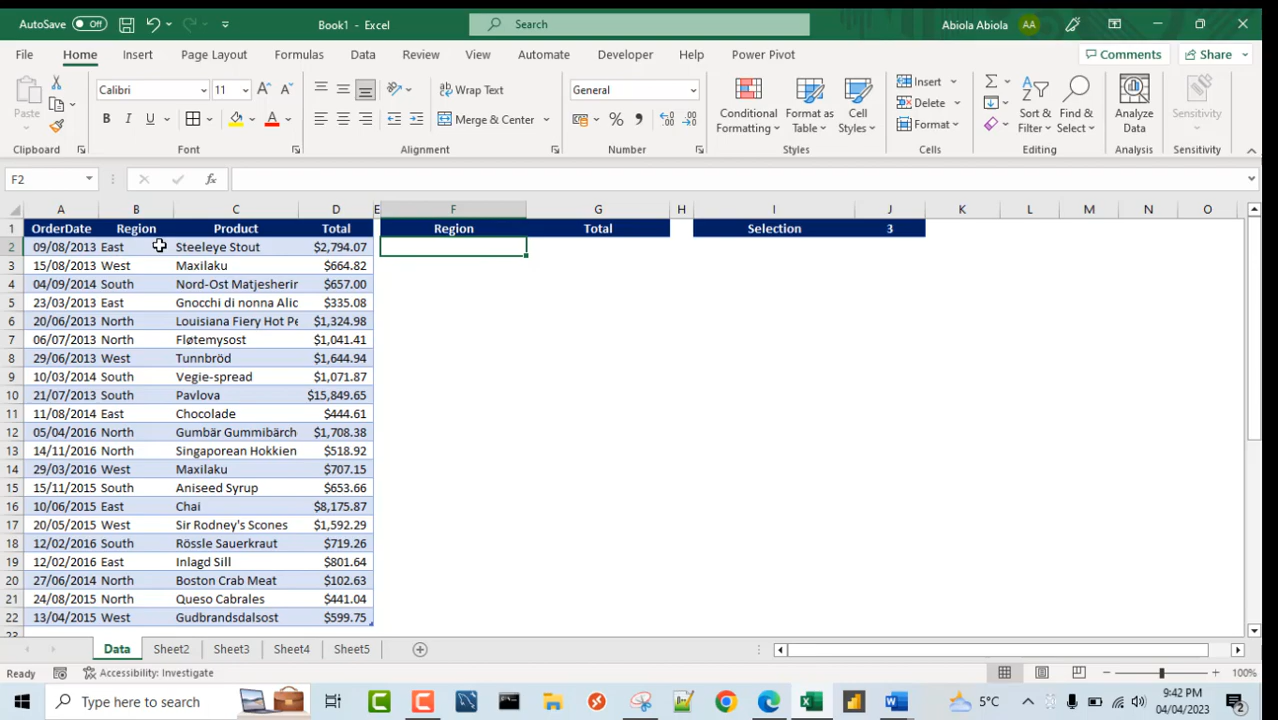 AutoSave Off Book1 - Excel Search Abiola Abiola AA
File Home Insert Page Layout Formulas Data Review View Automate Developer Help Power Pivot Comments Share
Paste Calibri 11 Wrap Text General Conditional Formatting Format as Table Cell Styles Insert Sort & Filter Find & Select Analyze Data Sensitivity
B I U Merge & Center Delete
Format
Clipboard Font Alignment Number Styles Cells Editing Analysis Sensitivity
F2 fx
A B C D E F G H I J K L M N O
1 OrderDate Region Product Total Region Total Selection 3
2 09/08/2013 East Steeleye Stout $2,794.07
3 15/08/2013 West Maxilaku $664.82
4 04/09/2014 South Nord-Ost Matjesherin $657.00
5 23/03/2013 East Gnocchi di nonna Alic $335.08
6 20/06/2013 North Louisiana Fiery Hot Pe $1,324.98
7 06/07/2013 North Fløtemysost $1,041.41
8 29/06/2013 West Tunnbröd $1,644.94
9 10/03/2014 South Vegie-spread $1,071.87
10 21/07/2013 South Pavlova $15,849.65
11 11/08/2014 East Chocolade $444.61
12 05/04/2016 North Gumbär Gummibärch $1,708.38
13 14/11/2016 North Singaporean Hokkien $518.92
14 29/03/2016 West Maxilaku $707.15
15 15/11/2015 South Aniseed Syrup $653.66
16 10/06/2015 East Chai $8,175.87
17 20/05/2015 West Sir Rodney's Scones $1,592.29
18 12/02/2016 South Rössle Sauerkraut $719.26
19 12/02/2016 East Inlagd Sill $801.64
20 27/06/2014 North Boston Crab Meat $102.63
21 24/08/2015 North Queso Cabrales $441.04
22 13/04/2015 West Gudbrandsdalsost $599.75
23
Data Sheet2 Sheet3 Sheet4 Sheet5
Ready Accessibility: Investigate 100%
Type here to search 5°C 9:42 PM
04/04/2023 2